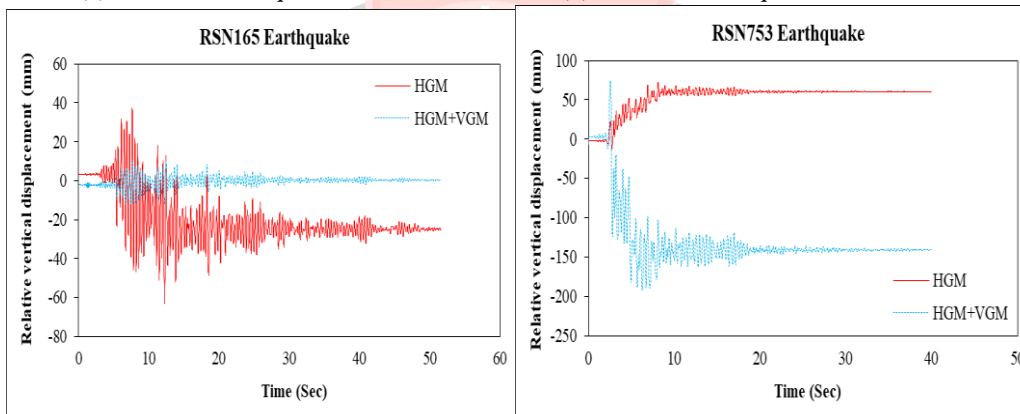 RSN165 Earthquake
Relative vertical displacement (mm)
60
40
20
0
-20
-40
-60
-80
HGM
HGM+VGM
0 10 20 30 40 50 60
Time (Sec)
RSN753 Earthquake
Relative vertical displacement (mm)
100
50
0
-50
-100
-150
-200
-250
HGM
HGM+VGM
0 10 20 30 40 50
Time (Sec)